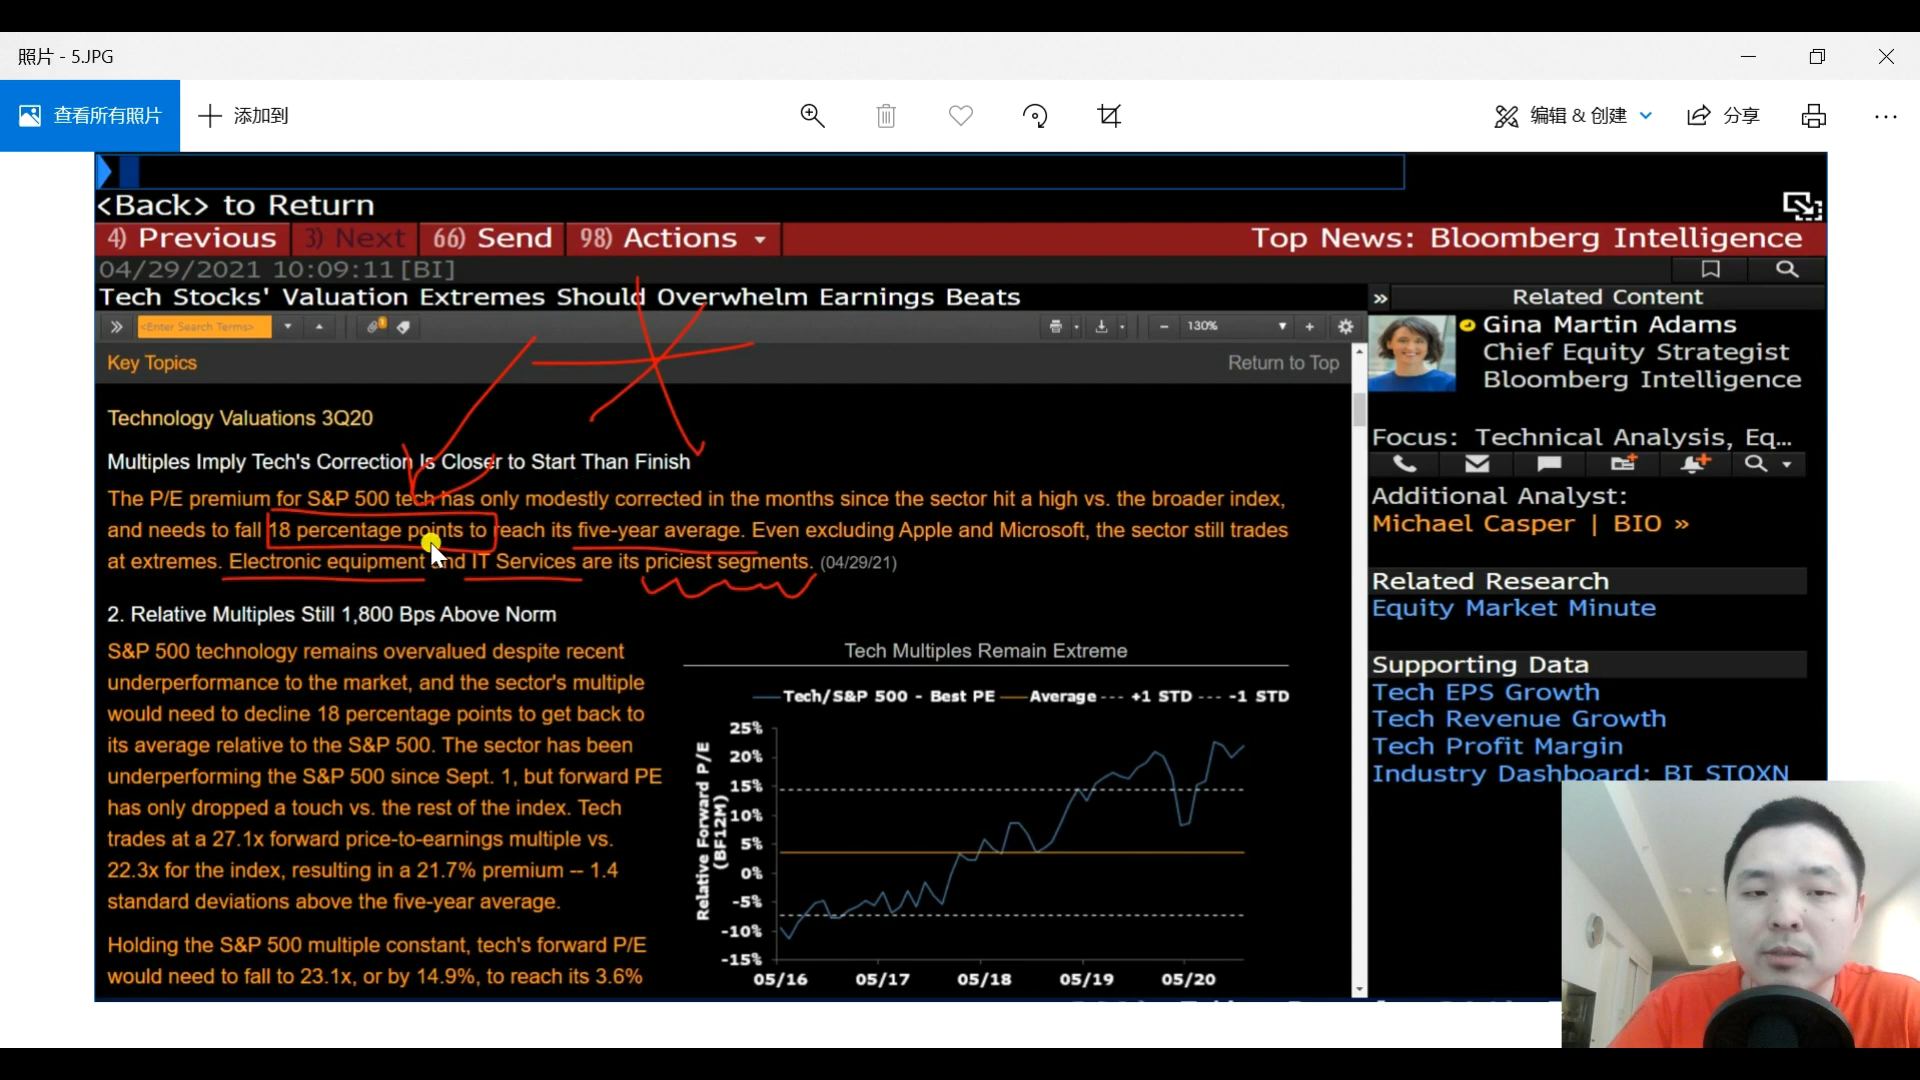 照片 - 5.JPG
查看所有照片
添加到
编辑 & 创建
分享
<Back> to Return
4) Previous
3) Next
66) Send
98) Actions
Top News: Bloomberg Intelligence
04/29/2021 10:09:11[BI]
Tech Stocks' Valuation Extremes Should Overwhelm Earnings Beats
<Enter Search Terms>
130%
Key Topics
Return to Top
Technology Valuations 3Q20
Multiples Imply Tech's Correction Is Closer to Start Than Finish
The P/E premium for S&P 500 tech has only modestly corrected in the months since the sector hit a high vs. the broader index,
and needs to fall 18 percentage points to reach its five-year average. Even excluding Apple and Microsoft, the sector still trades
at extremes. Electronic equipment and IT Services are its priciest segments. (04/29/21)
2. Relative Multiples Still 1,800 Bps Above Norm
S&P 500 technology remains overvalued despite recent
underperformance to the market, and the sector's multiple
would need to decline 18 percentage points to get back to
its average relative to the S&P 500. The sector has been
underperforming the S&P 500 since Sept. 1, but forward PE
has only dropped a touch vs. the rest of the index. Tech
trades at a 27.1x forward price-to-earnings multiple vs.
22.3x for the index, resulting in a 21.7% premium -- 1.4
standard deviations above the five-year average.
Holding the S&P 500 multiple constant, tech's forward P/E
would need to fall to 23.1x, or by 14.9%, to reach its 3.6%
Tech Multiples Remain Extreme
Tech/S&P 500 - Best PE
Average
+1 STD
-1 STD
Relative Forward P/E
(BF12M)
25%
20%
15%
10%
5%
0%
-5%
-10%
-15%
05/16
05/17
05/18
05/19
05/20
Related Content
Gina Martin Adams
Chief Equity Strategist
Bloomberg Intelligence
Focus: Technical Analysis, Eq...
Additional Analyst:
Michael Casper | BIO »
Related Research
Equity Market Minute
Supporting Data
Tech EPS Growth
Tech Revenue Growth
Tech Profit Margin
Industry Dashboard: BI STOXN